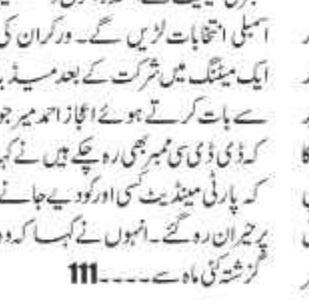 اسمبلی انتخابات لڑیں گے۔ ورکران کی
ایک میٹنگ میں شرکت کے بعد میڈیا
سے بات کرتے ہوئے اعجاز احمد میر جو
کہ ڈی ڈی سی ممبر بھی رہ چکے ہیں نے کہا
کہ پارٹی مینڈیٹ کسی اور کو دیے جانے
پر حیران رہ گئے۔ انہوں نے کہا کہ وہ
گزشتہ کئی ماہ سے۔۔۔۔111